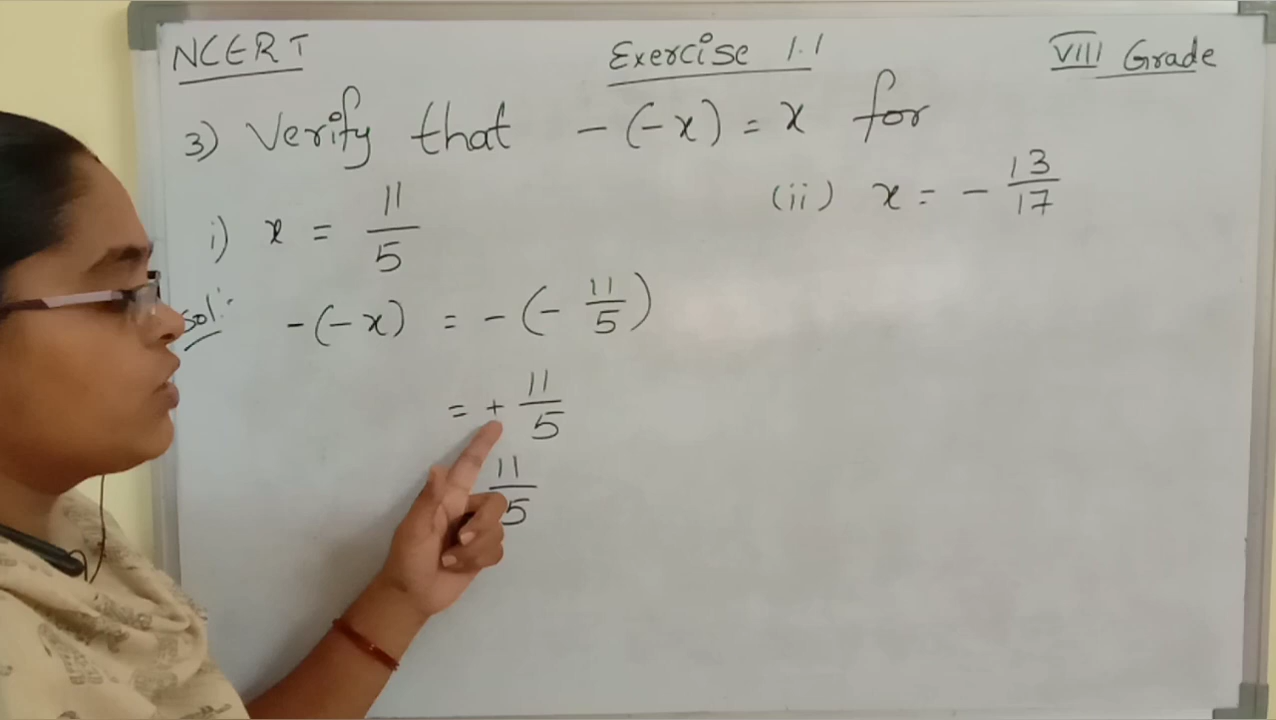 NCERT Exercise 1.1 VIII Grade
3) Verify that -(-x) = x for
i) x = 11/5 (ii) x = - 13/17
Sol:- -(-x) = -(- 11/5)
= + 11/5
11/5